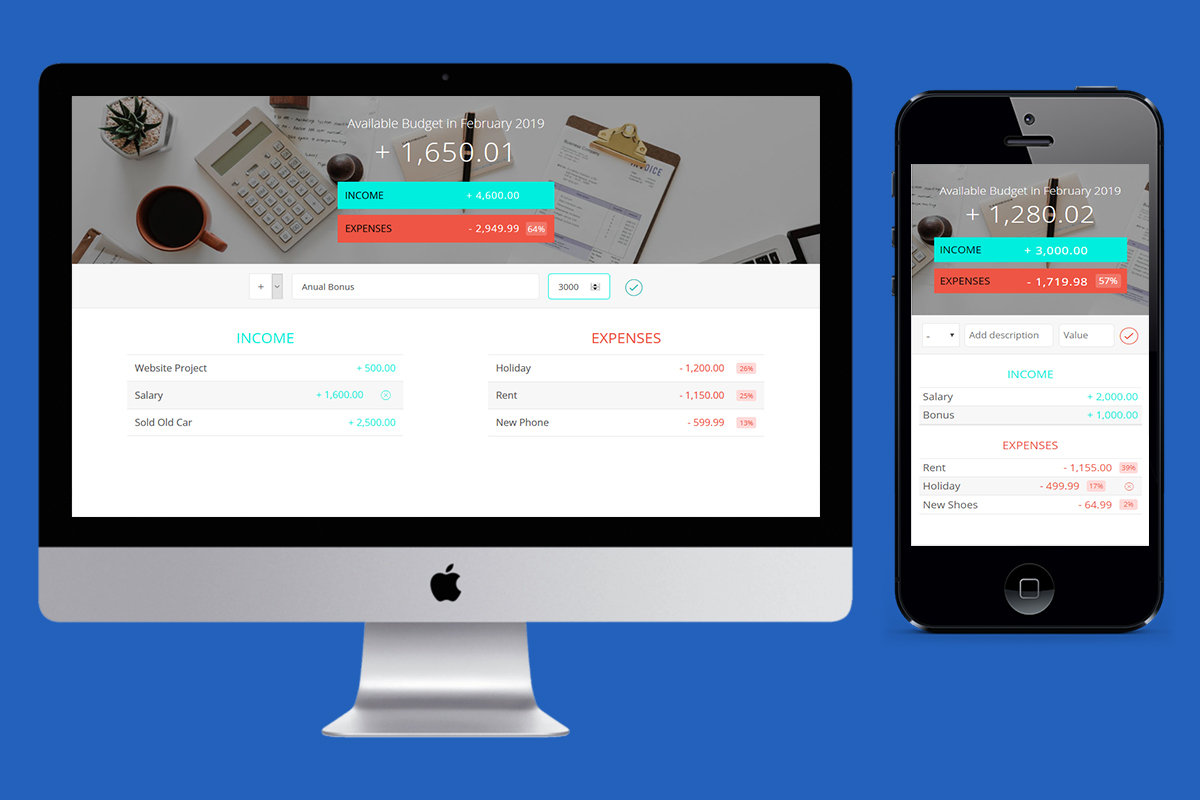 Available Budget in February 2019
+ 1,650.01
INCOME + 4,600.00
EXPENSES - 2,949.99 64%
+ Anual Bonus 3000
INCOME
Website Project + 500.00
Salary + 1,600.00
Sold Old Car + 2,500.00
EXPENSES
Holiday - 1,200.00 26%
Rent - 1,150.00 25%
New Phone - 599.99 13%
INVOICE
Available Budget in February 2019
+ 1,280.02
INCOME + 3,000.00
EXPENSES - 1,719.98 57%
- Add description Value
INCOME
Salary + 2,000.00
Bonus + 1,000.00
EXPENSES
Rent - 1,155.00 39%
Holiday - 499.99 17%
New Shoes - 64.99 2%